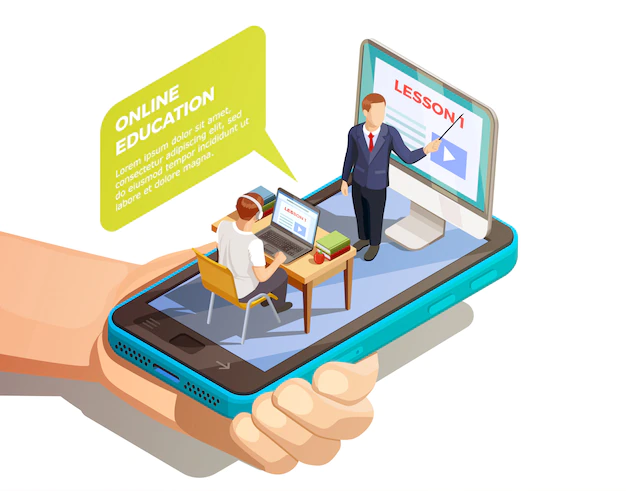 ONLINE
EDUCATION
Lorem ipsum dolor sit amet,
consectetur adipiscing elit,
do eiusmod tempor incididunt ut
labore et dolore magna.
LESSON 1
LESSON 1